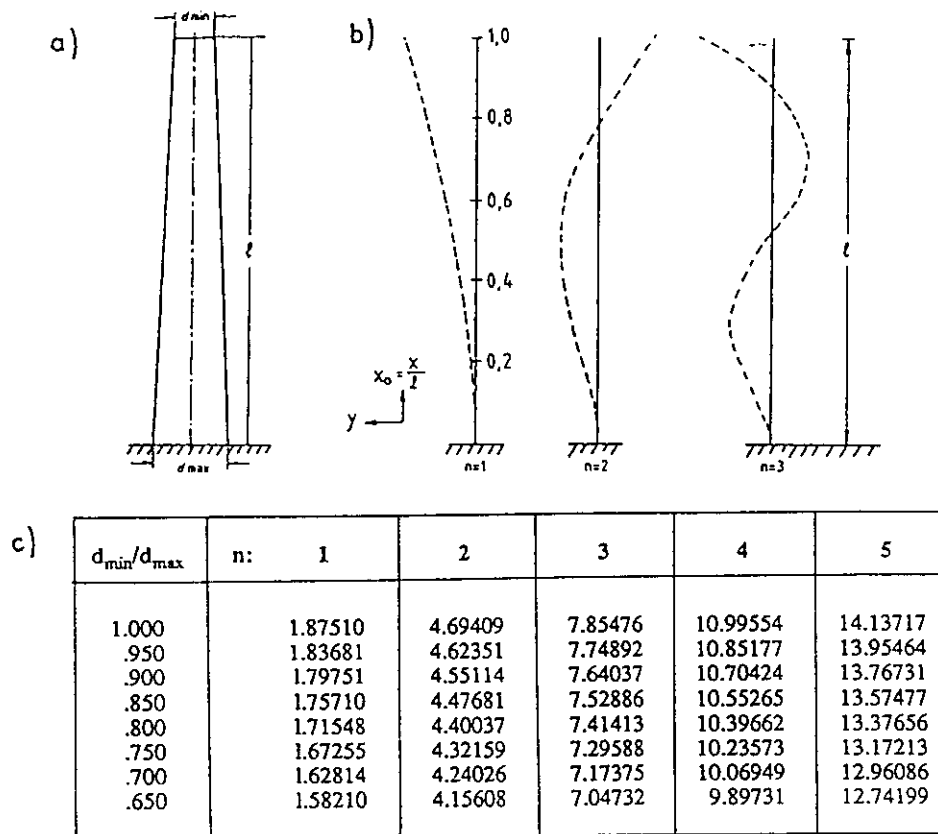 a)
d min
l
d max
b)
1,0
0,8
0,6
0,4
0,2
x₀ = x/l
y
n=1
n=2
n=3
l
c)
d_min/d_max n: 1 2 3 4 5
1.000 1.87510 4.69409 7.85476 10.99554 14.13717
.950 1.83681 4.62351 7.74892 10.85177 13.95464
.900 1.79751 4.55114 7.64037 10.70424 13.76731
.850 1.75710 4.47681 7.52886 10.55265 13.57477
.800 1.71548 4.40037 7.41413 10.39662 13.37656
.750 1.67255 4.32159 7.29588 10.23573 13.17213
.700 1.62814 4.24026 7.17375 10.06949 12.96086
.650 1.58210 4.15608 7.04732 9.89731 12.74199